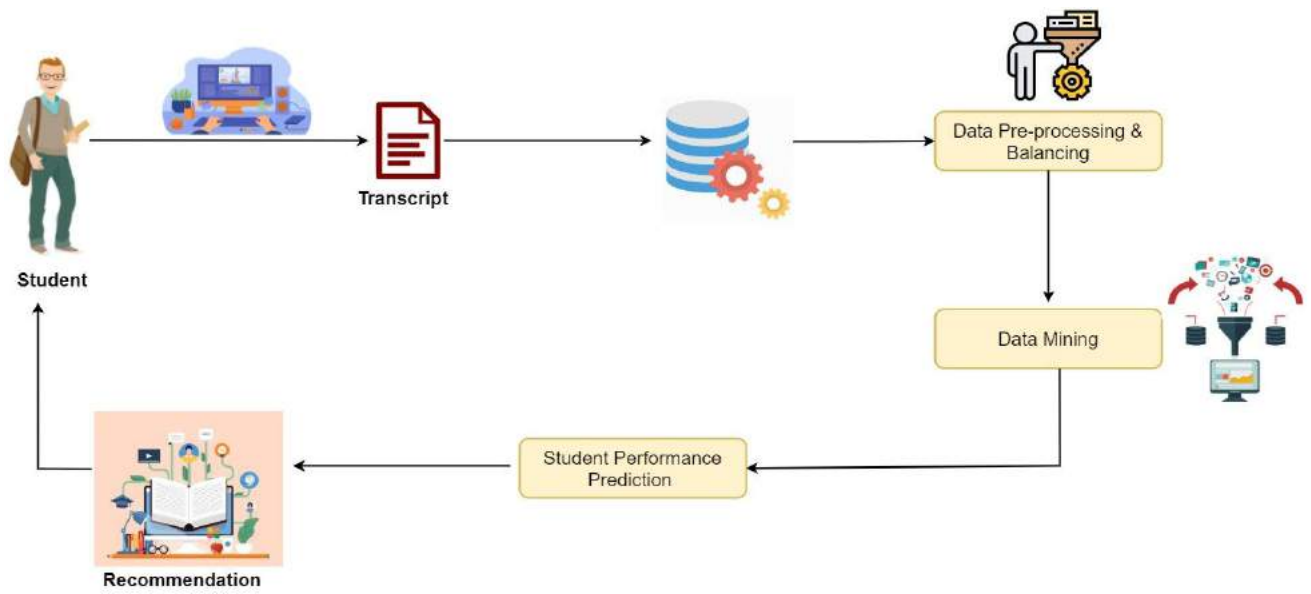 Student
Transcript
Data Pre-processing &
Balancing
Data Mining
Student Performance
Prediction
Recommendation